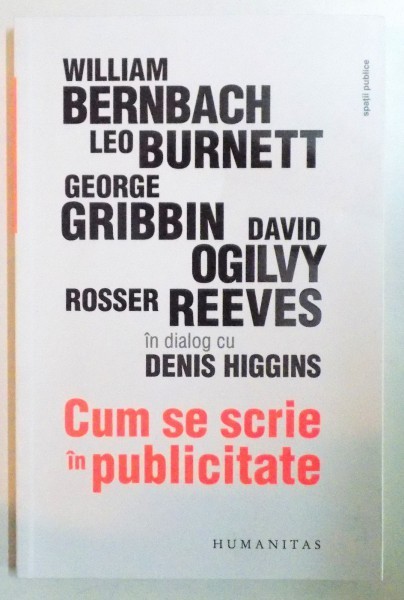 spații publice
WILLIAM
BERNBACH
LEO BURNETT
GEORGE
GRIBBIN DAVID
OGILVY
ROSSER REEVES
în dialog cu
DENIS HIGGINS
Cum se scrie
în publicitate
HUMANITAS